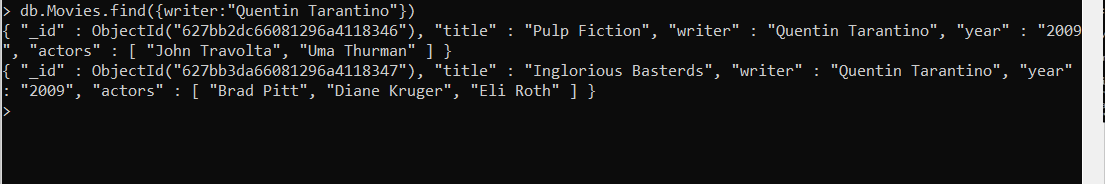 > db.Movies.find({writer:"Quentin Tarantino"})
{ "_id" : ObjectId("627bb2dc66081296a4118346"), "title" : "Pulp Fiction", "writer" : "Quentin Tarantino", "year" : "2009
", "actors" : [ "John Travolta", "Uma Thurman" ] }
{ "_id" : ObjectId("627bb3da66081296a4118347"), "title" : "Inglorious Basterds", "writer" : "Quentin Tarantino", "year"
: "2009", "actors" : [ "Brad Pitt", "Diane Kruger", "Eli Roth" ] }
>